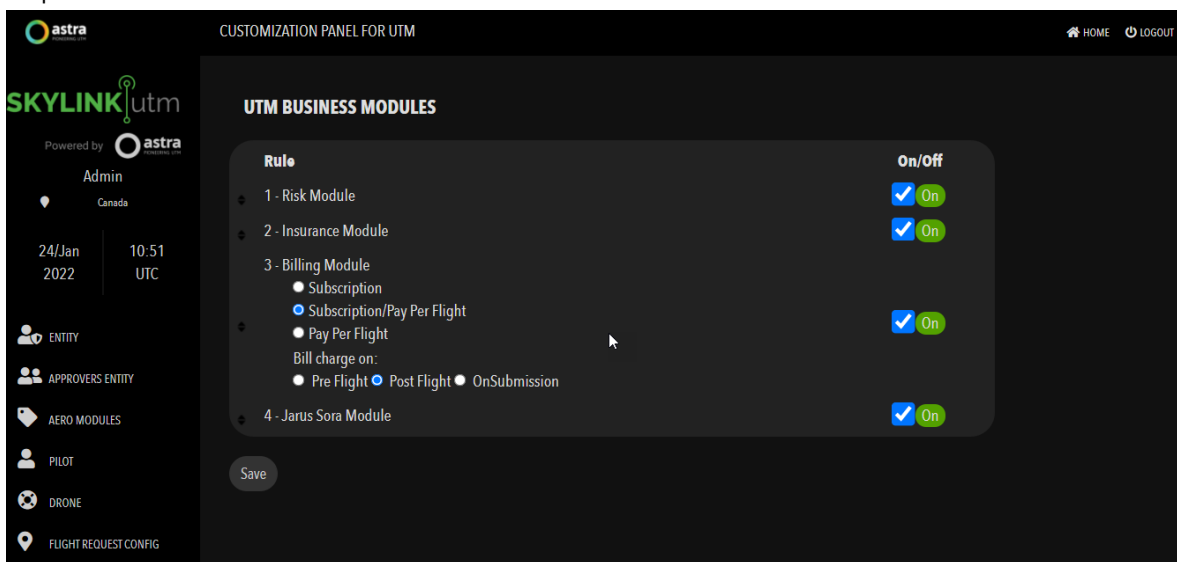 astra
CUSTOMIZATION PANEL FOR UTM
HOME
LOGOUT
SKYLINK utm
Powered by astra
Admin
Canada
24/Jan 2022
10:51 UTC
ENTITY
APPROVERS ENTITY
AERO MODULES
PILOT
DRONE
FLIGHT REQUEST CONFIG
UTM BUSINESS MODULES
Rule On/Off
1 - Risk Module On
2 - Insurance Module On
3 - Billing Module
Subscription
Subscription/Pay Per Flight On
Pay Per Flight
Bill charge on:
Pre Flight Post Flight OnSubmission
4 - Jarus Sora Module On
Save